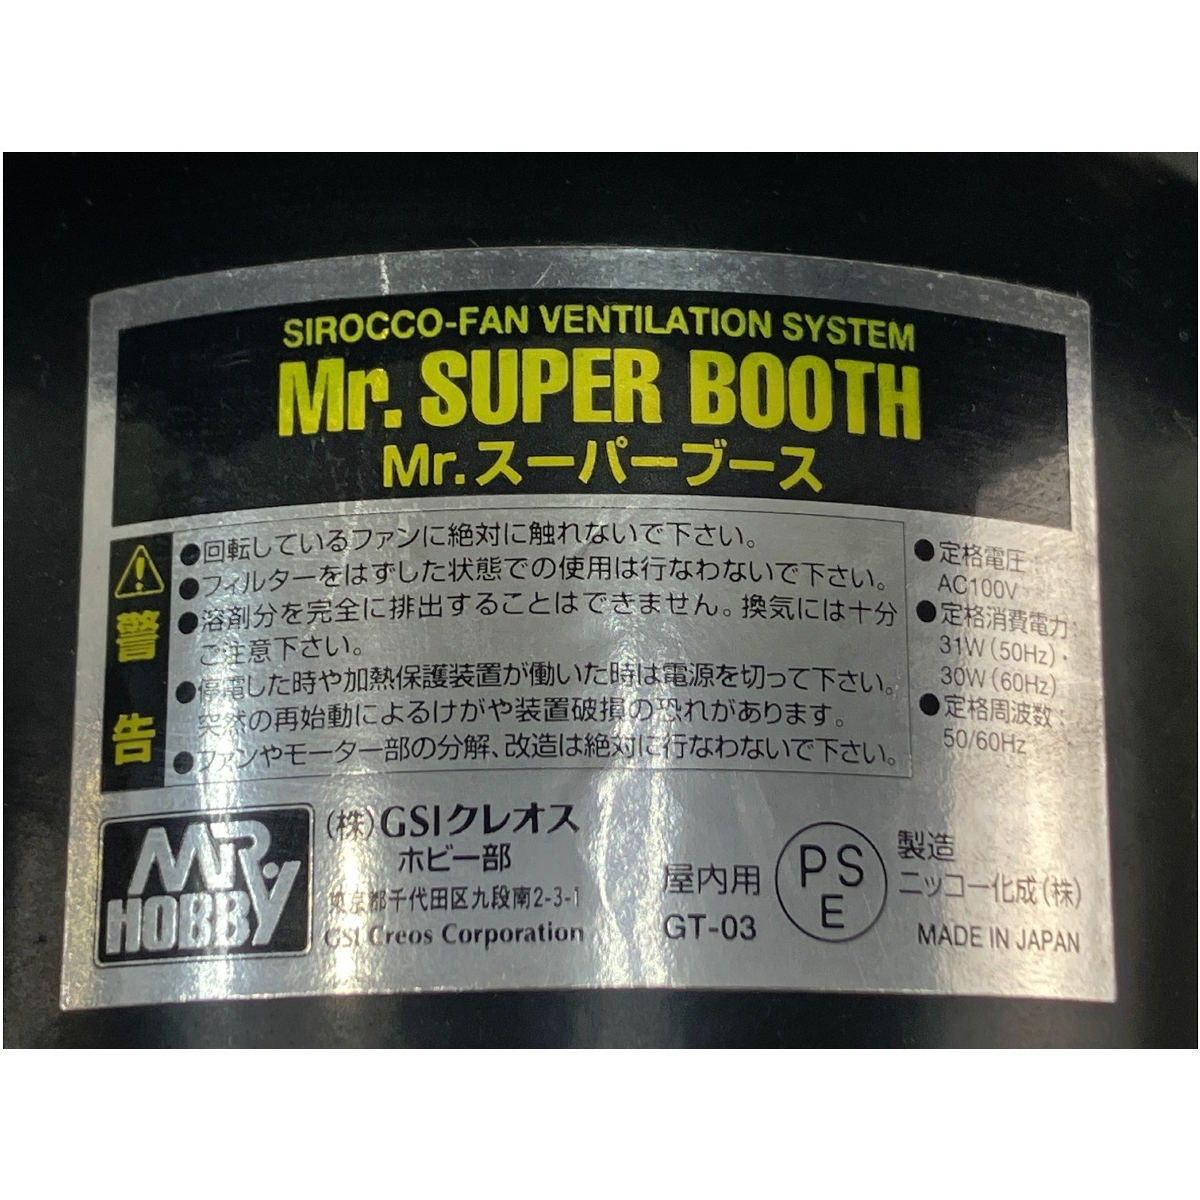 SIROCCO-FAN VENTILATION SYSTEM
Mr. SUPER BOOTH
Mr.スーパーブース
警告
●回転しているファンに絶対に触れないで下さい。
●フィルターをはずした状態での使用は行なわないで下さい。
●溶剤分を完全に排出することはできません。換気には十分
ご注意下さい。
●停電した時や加熱保護装置が働いた時は電源を切って下さい。
突然の再始動によるけがや装置破損の恐れがあります。
●ファンやモーター部の分解、改造は絶対に行なわないで下さい。
●定格電圧:
AC100V
●定格消費電力:
31W(50Hz)・
30W(60Hz)
●定格周波数:
50/60Hz
MR.
HOBBY
(株)GSIクレオス
ホビー部
東京都千代田区九段南2-3-1
GSI Creos Corporation
屋内用
GT-03
PS
E
製造
ニッコー化成(株)
MADE IN JAPAN